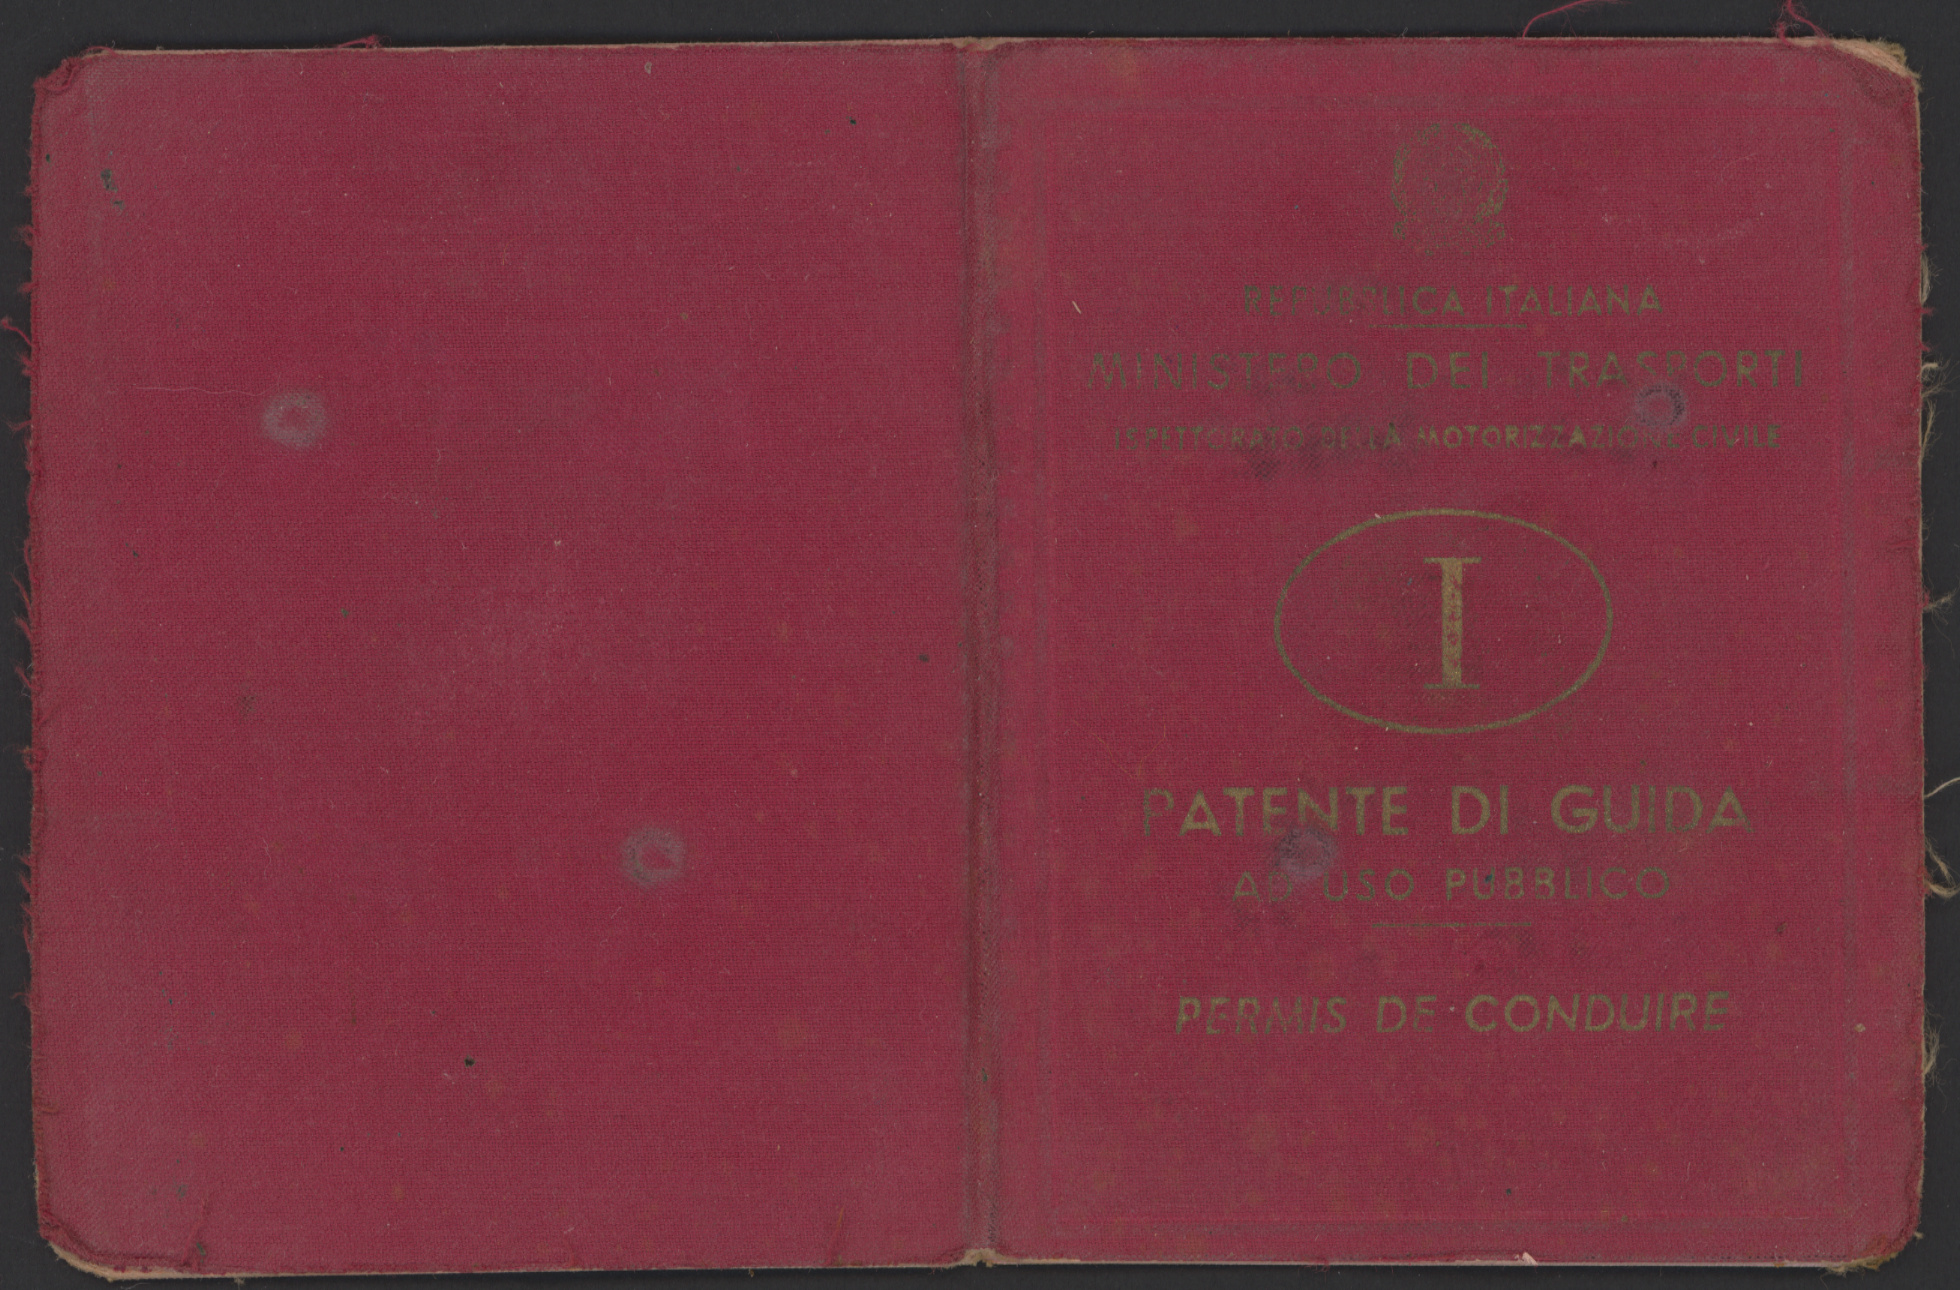 REPUBBLICA ITALIANA
MINISTERO DEI TRASPORTI
ISPETTORATO DELLA MOTORIZZAZIONE CIVILE
I
PATENTE DI GUIDA
AD USO PUBBLICO
PERMIS DE CONDUIRE